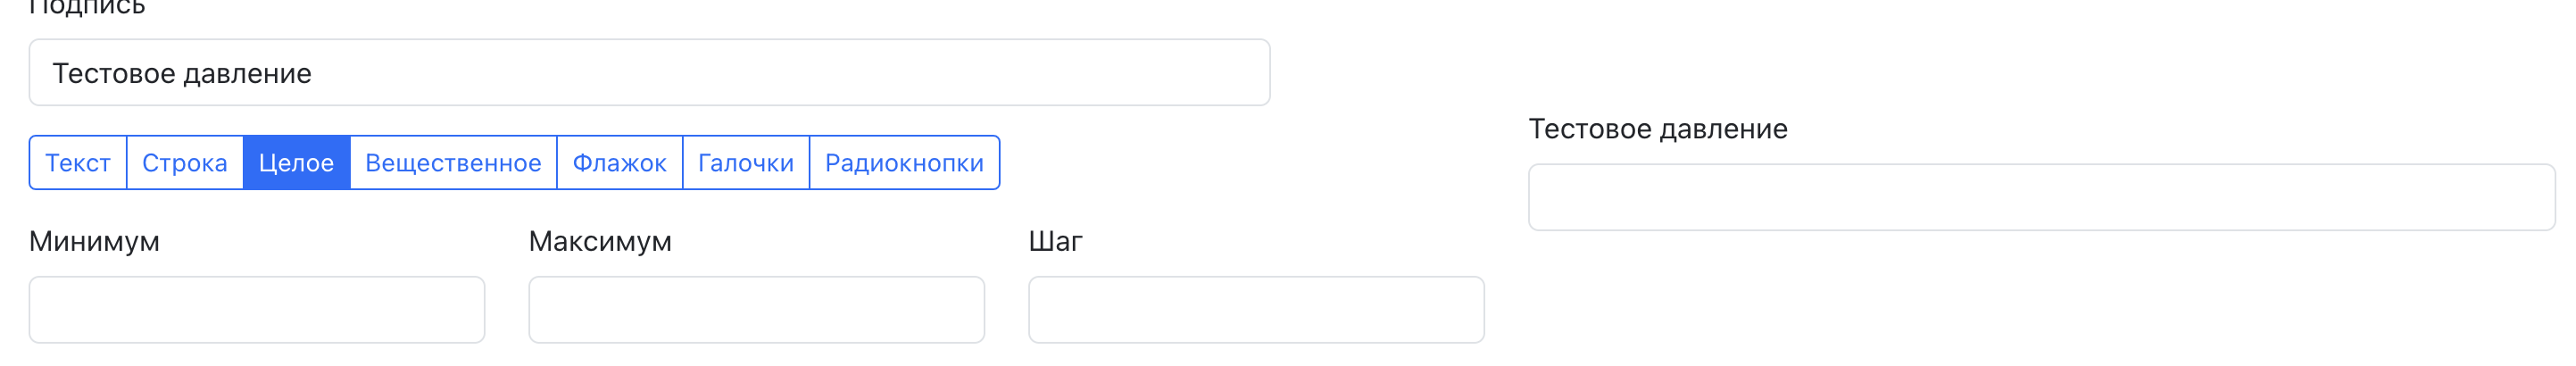 Подпись
Тестовое давление
Текст Строка Целое Вещественное Флажок Галочки Радиокнопки
Минимум Максимум Шаг
Тестовое давление